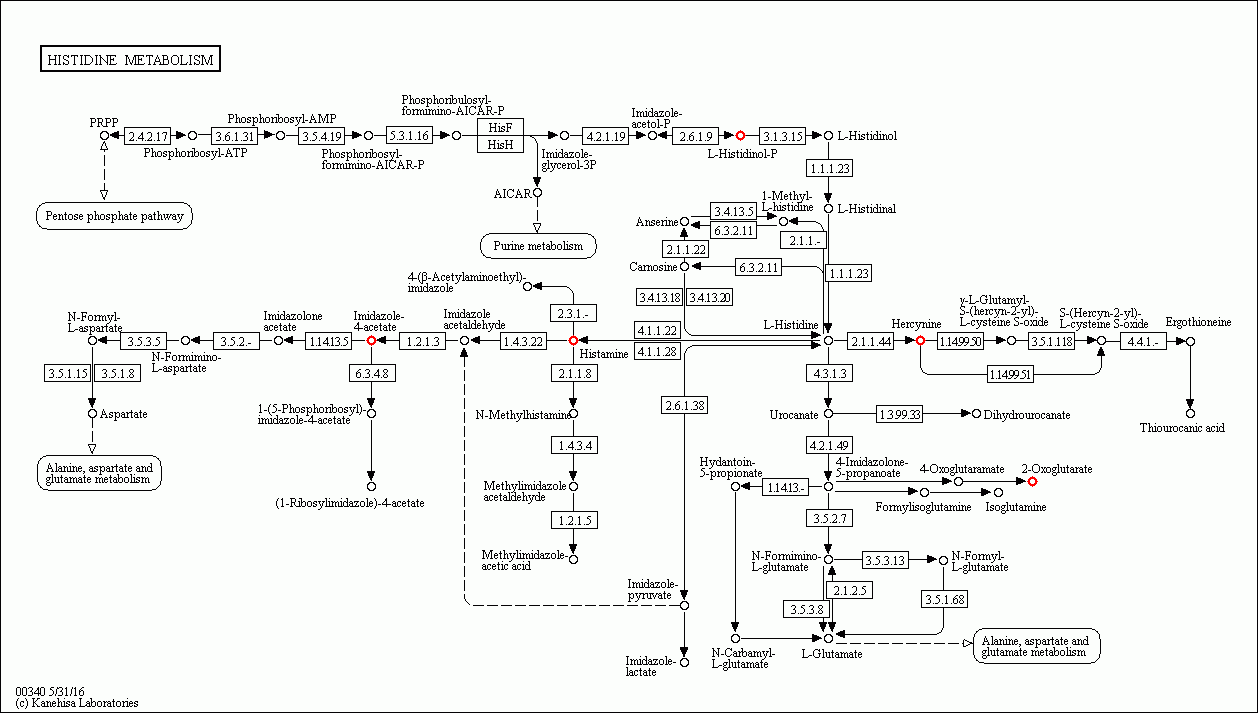 HISTIDINE METABOLISM
Phosphoribulosyl-
formimino-AICAR-P
Imidazole-
acetol-P
PRPP
Phosphoribosyl-AMP
2.4.2.17
3.6.1.31
3.5.4.19
5.3.1.16
HisF
HisH
4.2.1.19
2.6.1.9
3.1.3.15
L-Histidinol
Phosphoribosyl-ATP
Phosphoribosyl-
formimino-AICAR-P
Imidazole-
glycerol-3P
L-Histidinol-P
1.1.1.23
AICAR
1-Methyl-
L-histidine
L-Histidinal
Pentose phosphate pathway
Purine metabolism
Anserine
3.4.13.5
6.3.2.11
2.1.1.-
2.1.1.22
Carnosine
6.3.2.11
1.1.1.23
4-(β-Acetylaminoethyl)-
imidazole
3.4.13.18
3.4.13.20
N-Formyl-
L-aspartate
Imidazolone
acetate
Imidazole-
4-acetate
Imidazole
acetaldehyde
2.3.1.-
4.1.1.22
L-Histidine
Hercynine
γ-L-Glutamyl-
S-(hercyn-2-yl)-
L-cysteine S-oxide
S-(Hercyn-2-yl)-
L-cysteine S-oxide
Ergothioneine
3.5.3.5
3.5.2.-
1.14.13.5
1.2.1.3
1.4.3.22
Histamine
4.1.1.28
2.1.1.44
1.14.99.50
3.5.1.118
4.4.1.-
N-Formimino-
L-aspartate
3.5.1.15
3.5.1.8
6.3.4.8
2.1.1.8
4.3.1.3
1.14.99.51
2.6.1.38
Aspartate
1-(5-Phosphoribosyl)-
imidazole-4-acetate
N-Methylhistamine
Urocanate
1.3.99.33
Dihydrourocanate
Thiourocanic acid
1.4.3.4
4.2.1.49
Alanine, aspartate and
glutamate metabolism
Hydantoin-
5-propionate
4-Imidazolone-
5-propanoate
4-Oxoglutaramate
2-Oxoglutarate
Methylimidazole
acetaldehyde
1.14.13.-
(1-Ribosylimidazole)-4-acetate
Formylisoglutamine
Isoglutamine
1.2.1.5
3.5.2.7
Methylimidazole-
acetic acid
N-Formimino-
L-glutamate
3.5.3.13
N-Formyl-
L-glutamate
Imidazole-
pyruvate
2.1.2.5
3.5.3.8
3.5.1.68
Imidazole-
lactate
N-Carbamyl-
L-glutamate
L-Glutamate
Alanine, aspartate and
glutamate metabolism
00340 5/31/16
(c) Kanehisa Laboratories